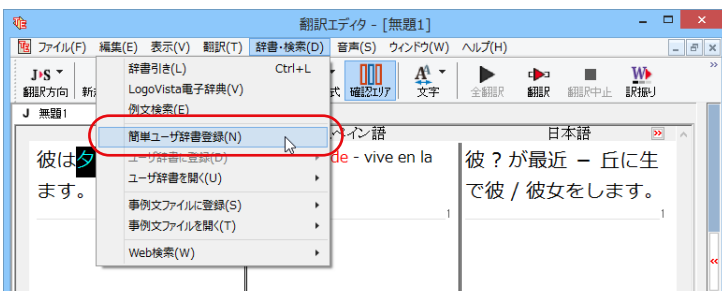 翻訳エディタ - [無題1]
ファイル(F) 編集(E) 表示(V) 翻訳(T) 辞書・検索(D) 音声(S) ウィンドウ(W) ヘルプ(H)
J▶S
翻訳方向
確認エリア 文字 全翻訳 翻訳 翻訳中止 訳振り
J 無題1
辞書引き(L) Ctrl+L
LogoVista電子辞典(V)
例文検索(E)
簡単ユーザ辞書登録(N)
ユーザ辞書に登録(D)
ユーザ辞書を開く(U)
事例文ファイルに登録(S)
事例文ファイルを開く(T)
Web検索(W)
彼は
ます。
イン語
de - vive en la
1
日本語
彼 ? が最近 － 丘に生
で彼 / 彼女をします。
1